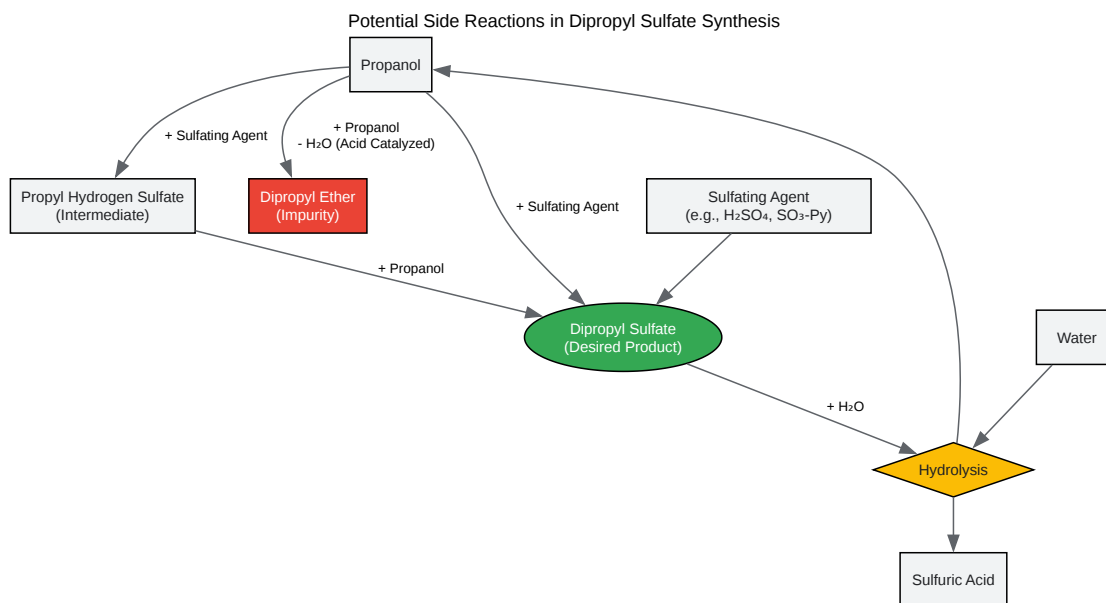 Potential Side Reactions in Dipropyl Sulfate Synthesis
Propanol
+ Sulfating Agent
+ Propanol
- H₂O (Acid Catalyzed)
Propyl Hydrogen Sulfate
(Intermediate)
Dipropyl Ether
(Impurity)
+ Sulfating Agent
Sulfating Agent
(e.g., H₂SO₄, SO₃-Py)
+ Propanol
Dipropyl Sulfate
(Desired Product)
Water
+ H₂O
Hydrolysis
Sulfuric Acid